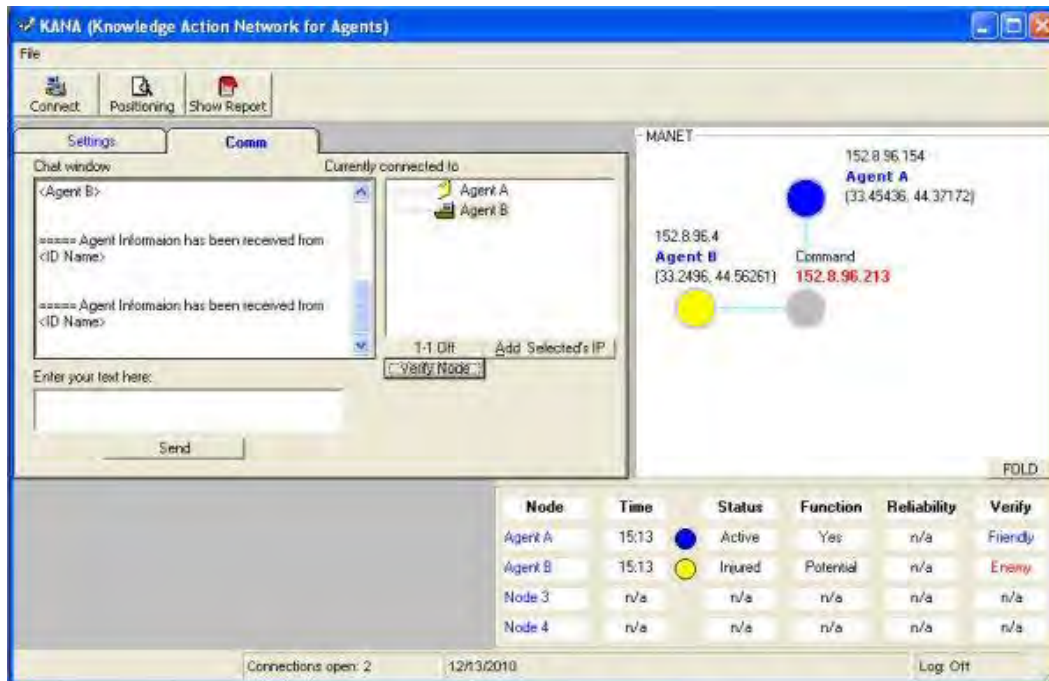 KANA (Knowledge Action Network for Agents)
File
Connect Positioning Show Report
Settings Comm
Chat window Currently connected to
<Agent B>
===== Agent Informaion has been received from
<ID Name>
===== Agent Informaion has been received from
<ID Name>
Agent A
Agent B
1-1 Off Add Selected's IP
Verify Node
Enter your text here:
Send
MANET
152.8.96.154
Agent A
(33.45436, 44.37172)
152.8.96.4
Agent B
(33.2496, 44.56261)
Command
152.8.96.213
FOLD
Node Time Status Function Reliability Verify
Agent A 15:13 Active Yes n/a Friendly
Agent B 15:13 Injured Potential n/a Enemy
Node 3 n/a n/a n/a n/a n/a
Node 4 n/a n/a n/a n/a n/a
Connections open: 2 12/13/2010 Log: Off